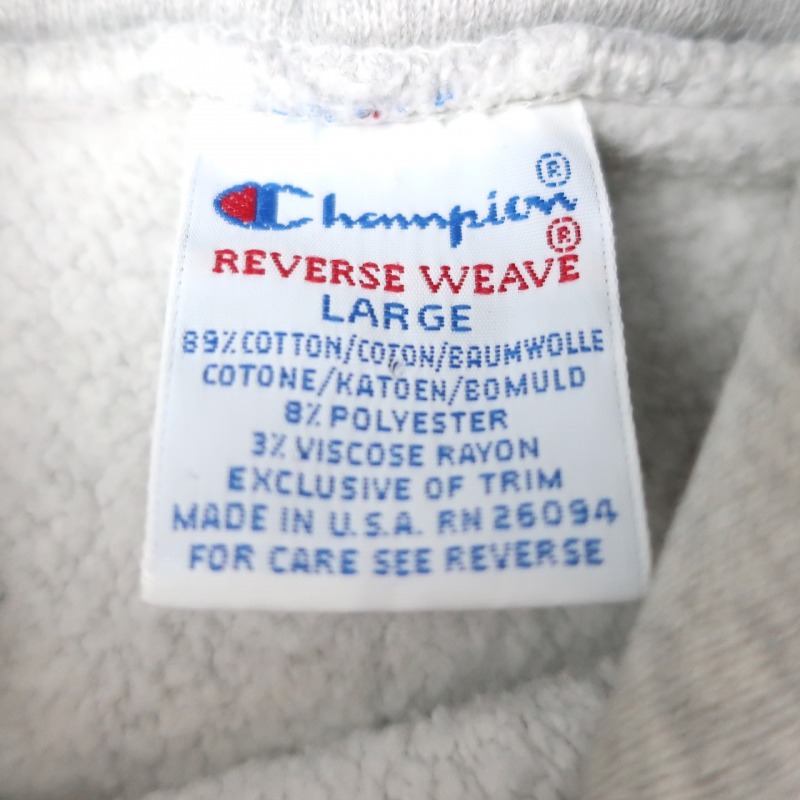 Champion®
REVERSE WEAVE®
LARGE
89% COTTON/COTON/BAUMWOLLE
COTONE/KATOEN/BOMULD
8% POLYESTER
3% VISCOSE RAYON
EXCLUSIVE OF TRIM
MADE IN U.S.A. RN 26094
FOR CARE SEE REVERSE